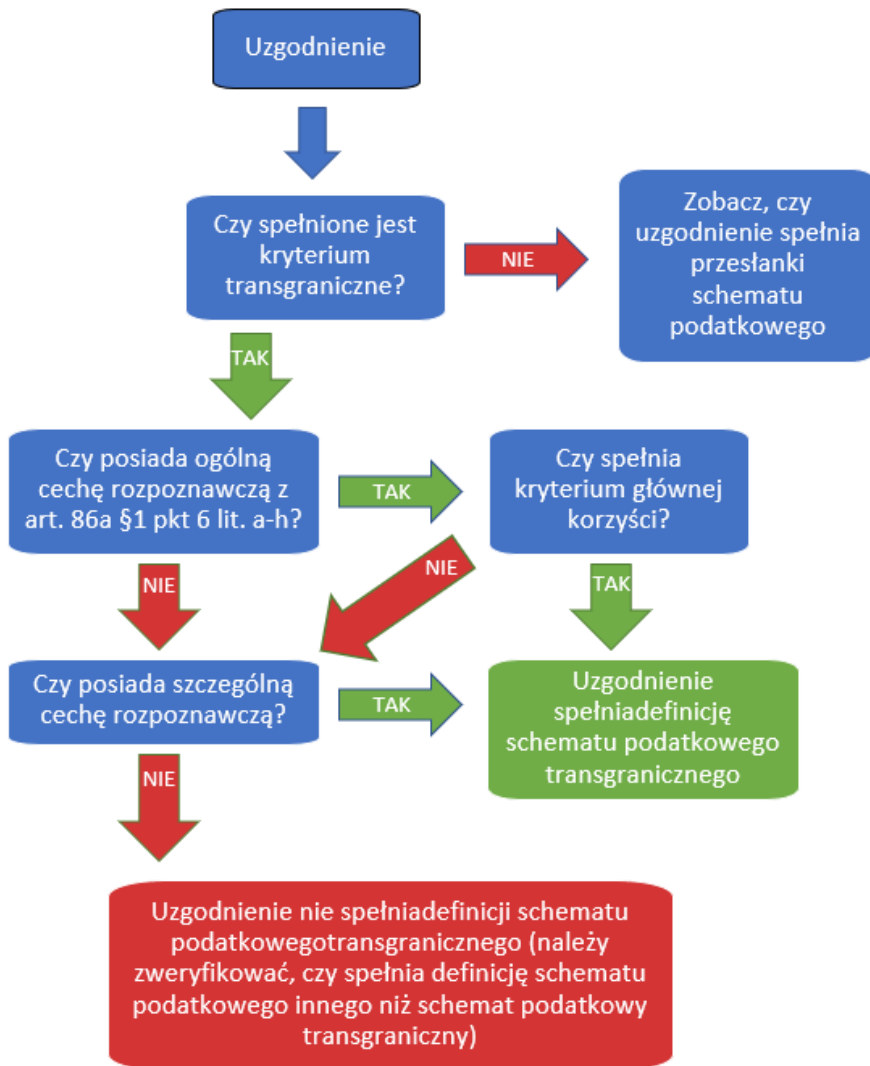 Uzgodnienie
Czy spełnione jest
kryterium
transgraniczne?
NIE
Zobacz, czy
uzgodnienie spełnia
przesłanki
schematu
podatkowego
TAK
Czy posiada ogólną
cechę rozpoznawczą z
art. 86a §1 pkt 6 lit. a-h?
TAK
Czy spełnia
kryterium głównej
korzyści?
NIE
NIE
TAK
Czy posiada szczególną
cechę rozpoznawczą?
TAK
Uzgodnienie
spełniadefinicję
schematu podatkowego
transgranicznego
NIE
Uzgodnienie nie spełniadefinicji schematu
podatkowegotransgranicznego (należy
zweryfikować, czy spełnia definicję schematu
podatkowego innego niż schemat podatkowy
transgraniczny)